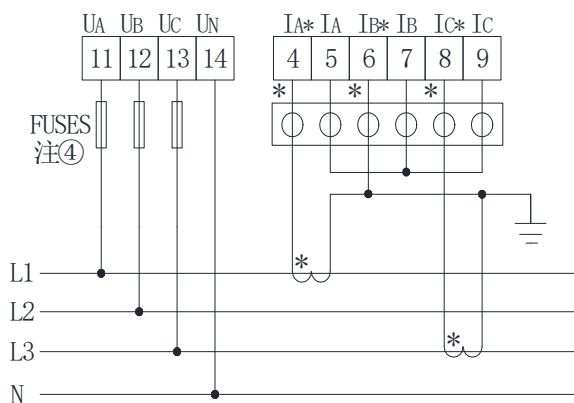 UA UB UC UN IA* IA IB* IB IC* IC
11 12 13 14 4 5 6 7 8 9
* * *
FUSES
注④
*
L1
L2
*
L3
N